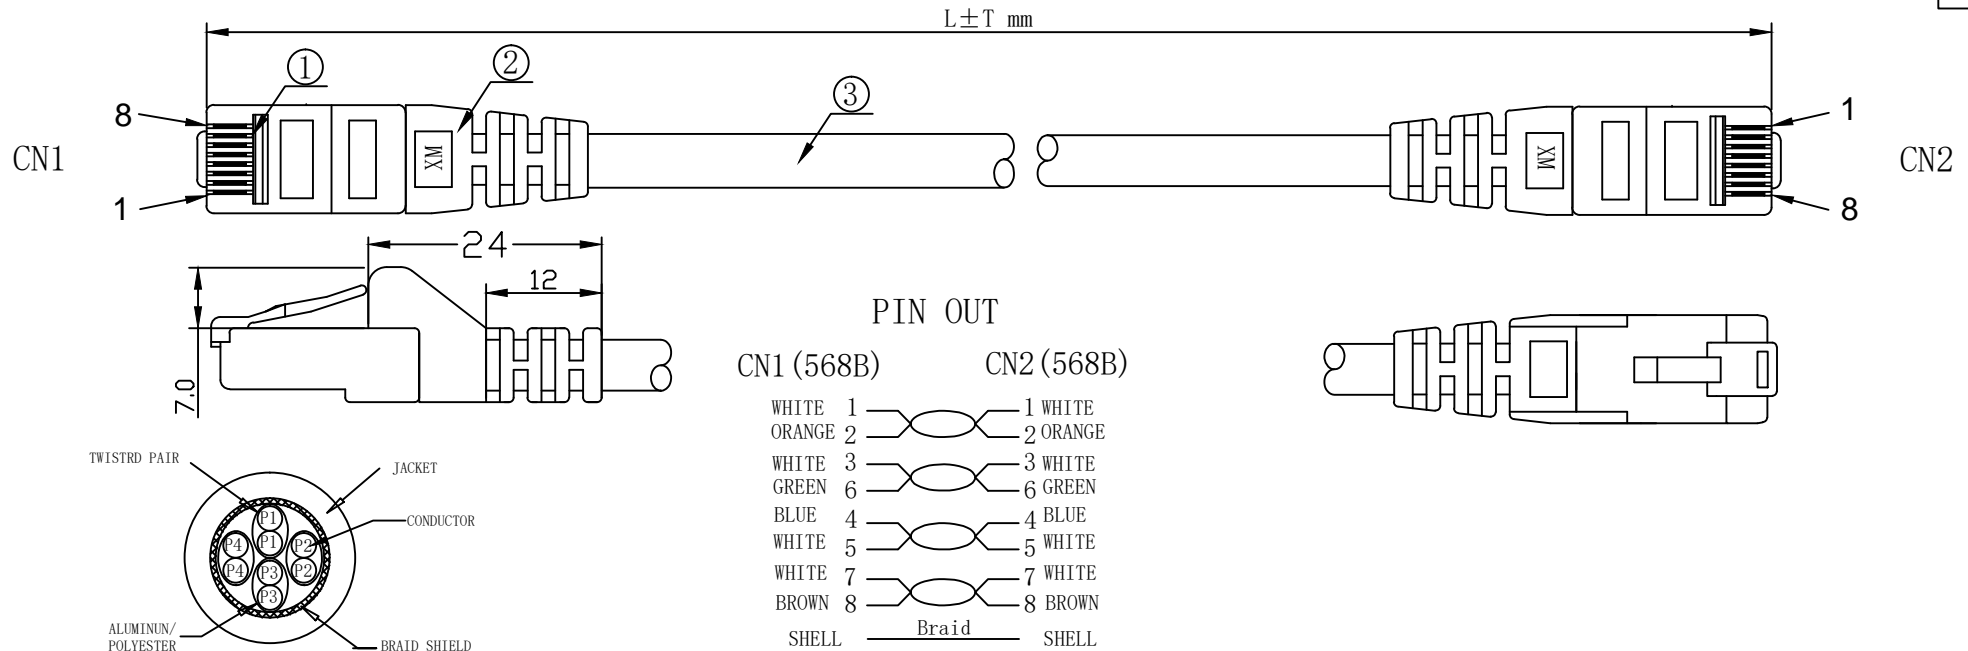 L±T mm
① ② ③
8 1
CN1 XM XM CN2
1 8
24
12
7.0
PIN OUT
CN1(568B) CN2(568B)
WHITE 1 1 WHITE
ORANGE 2 2 ORANGE
WHITE 3 3 WHITE
GREEN 6 6 GREEN
BLUE 4 4 BLUE
WHITE 5 5 WHITE
WHITE 7 7 WHITE
BROWN 8 8 BROWN
SHELL Braid SHELL
TWISTRD PAIR
JACKET
CONDUCTOR
P1
P1
P4 P2
P4 P2
P3
P3
ALUMINUN/
POLYESTER
BRAID SHIELD